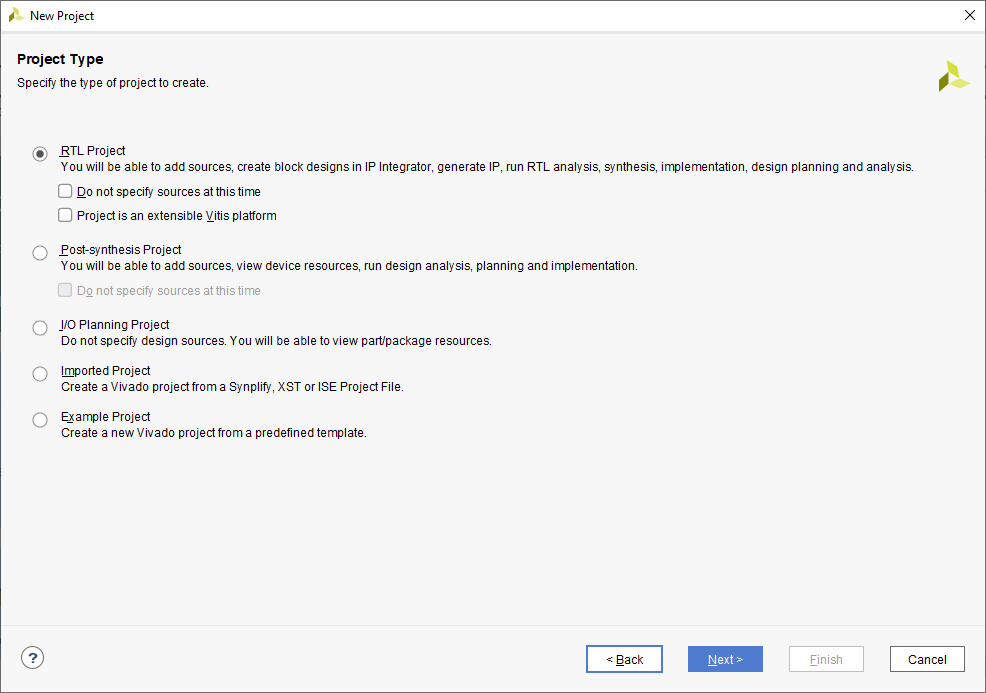 New Project
Project Type
Specify the type of project to create.
RTL Project
You will be able to add sources, create block designs in IP Integrator, generate IP, run RTL analysis, synthesis, implementation, design planning and analysis.
Do not specify sources at this time
Project is an extensible Vitis platform
Post-synthesis Project
You will be able to add sources, view device resources, run design analysis, planning and implementation.
Do not specify sources at this time
I/O Planning Project
Do not specify design sources. You will be able to view part/package resources.
Imported Project
Create a Vivado project from a Synplify, XST or ISE Project File.
Example Project
Create a new Vivado project from a predefined template.
? < Back Next > Finish Cancel